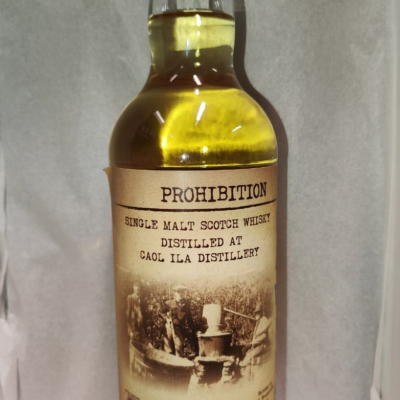 PROHIBITION
SINGLE MALT SCOTCH WHISKY
DISTILLED AT
CAOL ILA DISTILLERY